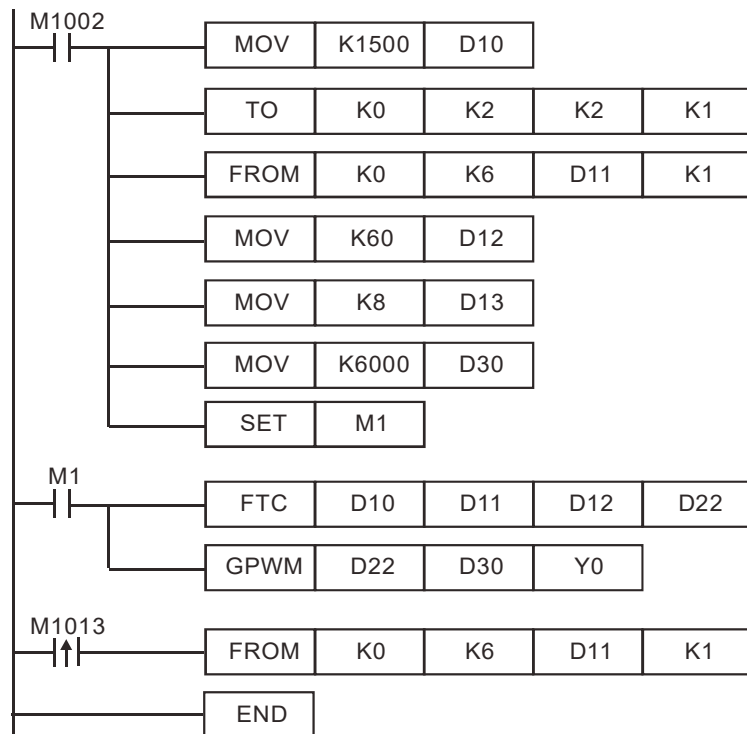 M1002
MOV K1500 D10
TO K0 K2 K2 K1
FROM K0 K6 D11 K1
MOV K60 D12
MOV K8 D13
MOV K6000 D30
SET M1
M1
FTC D10 D11 D12 D22
GPWM D22 D30 Y0
M1013
FROM K0 K6 D11 K1
END